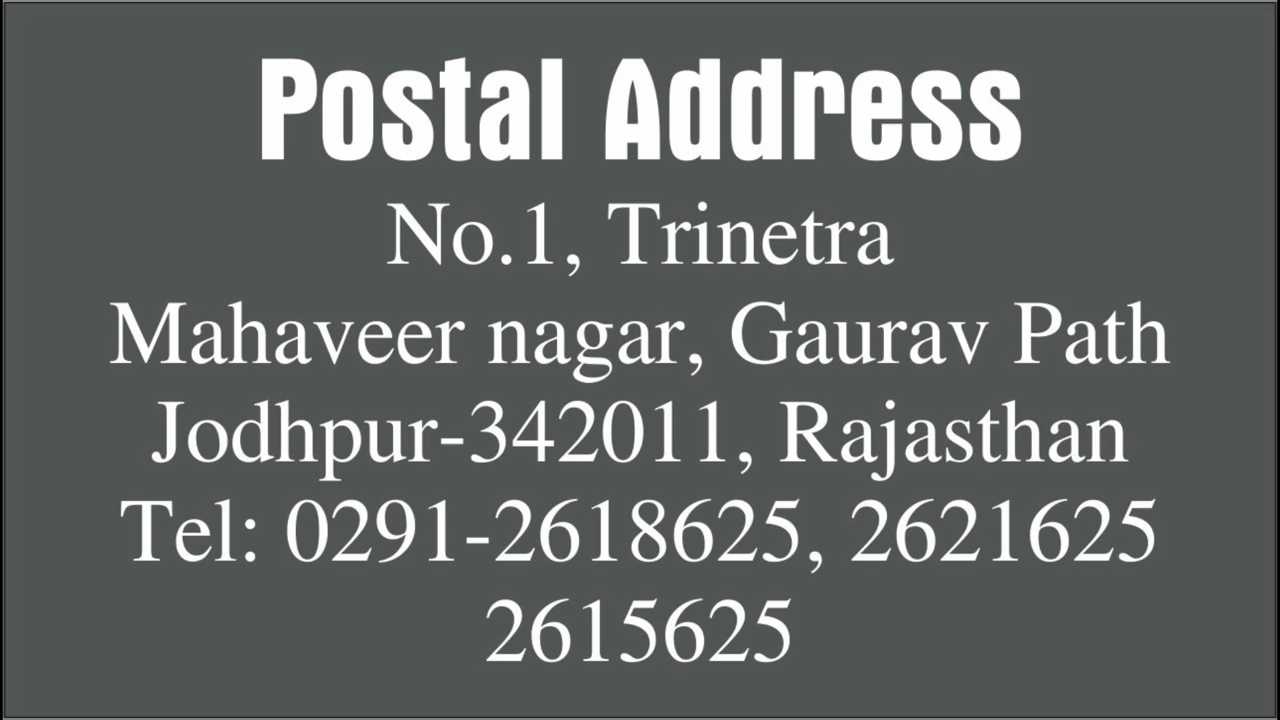 Postal Address
No.1, Trinetra
Mahaveer nagar, Gaurav Path
Jodhpur-342011, Rajasthan
Tel: 0291-2618625, 2621625
2615625